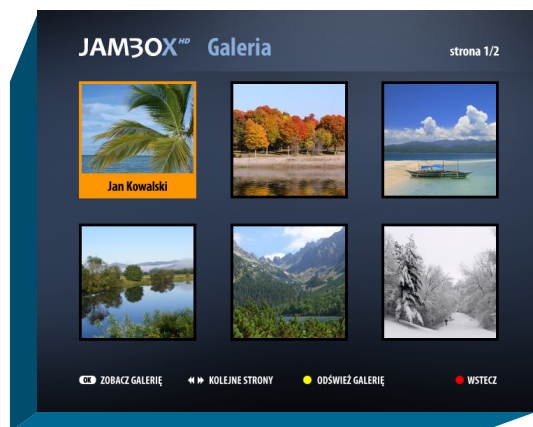 JAMBOX HD Galeria strona 1/2
Jan Kowalski
OK ZOBACZ GALERIĘ KOLEJNE STRONY ODŚWIEŻ GALERIĘ WSTECZ